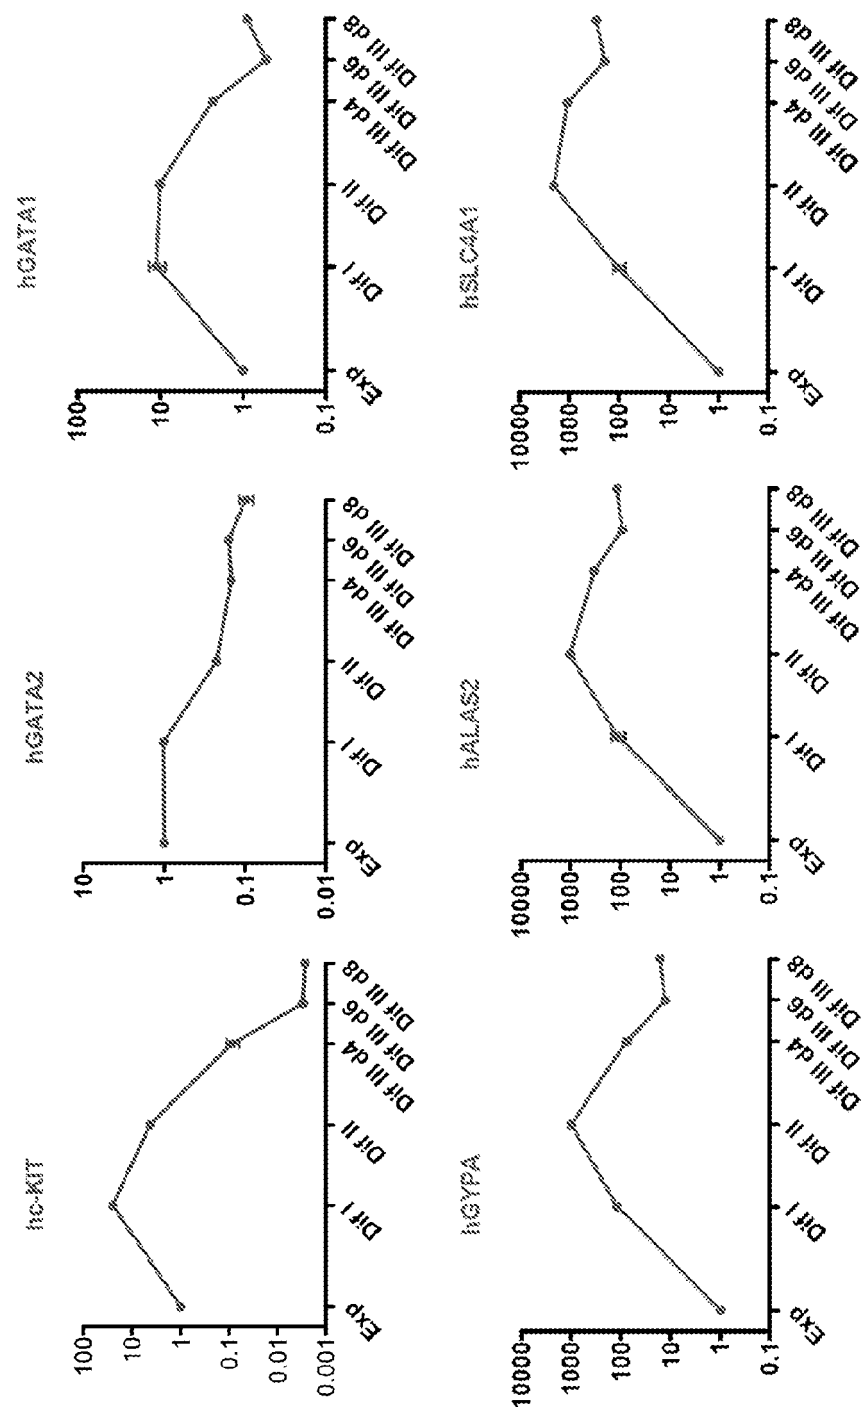 hc-KIT
100
10
1
0.1
0.01
0.001
Exp
Dif I
Dif II
Dif III d4
Dif III d6
Dif III d8
hGATA2
10
1
0.1
0.01
Exp
Dif I
Dif II
Dif III d4
Dif III d6
Dif III d8
hGATA1
100
10
1
0.1
Exp
Dif I
Dif II
Dif III d4
Dif III d6
Dif III d8
hGYPA
10000
1000
100
10
1
0.1
Exp
Dif I
Dif II
Dif III d4
Dif III d6
Dif III d8
hALAS2
10000
1000
100
10
1
0.1
Exp
Dif I
Dif II
Dif III d4
Dif III d6
Dif III d8
hSLC4A1
10000
1000
100
10
1
0.1
Exp
Dif I
Dif II
Dif III d4
Dif III d6
Dif III d8